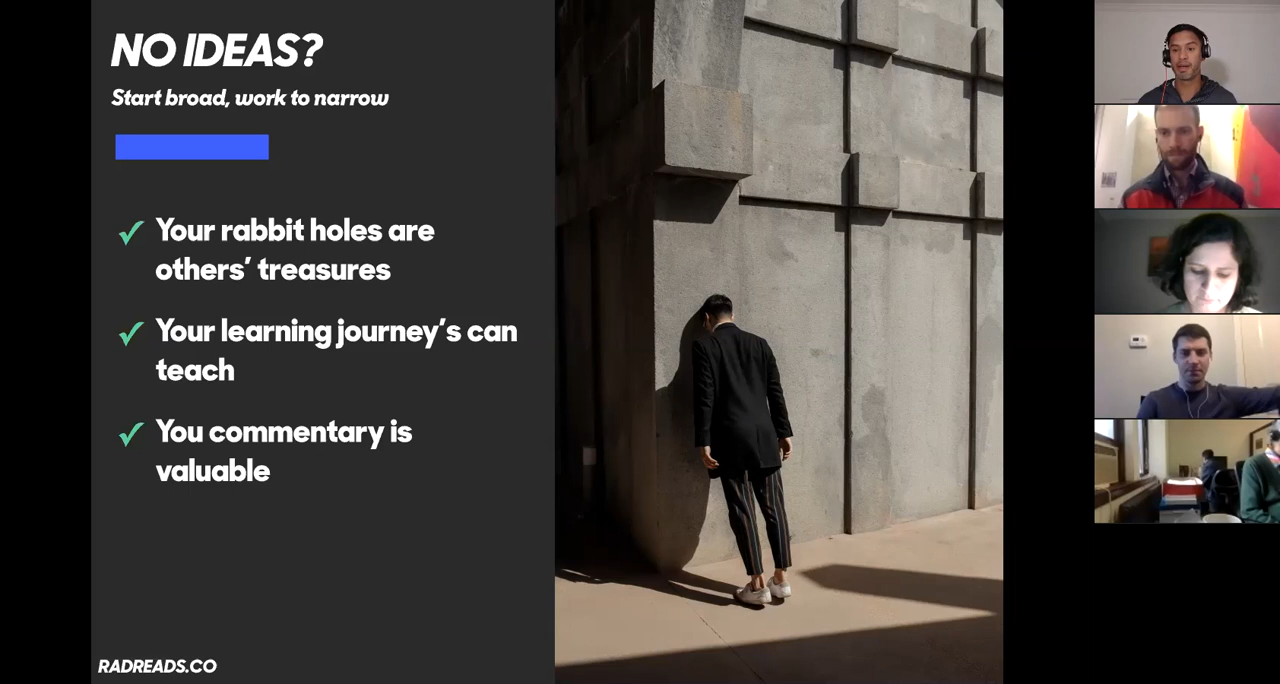 NO IDEAS?
Start broad, work to narrow
Your rabbit holes are
others’ treasures
Your learning journey’s can
teach
You commentary is
valuable
RADREADS.CO